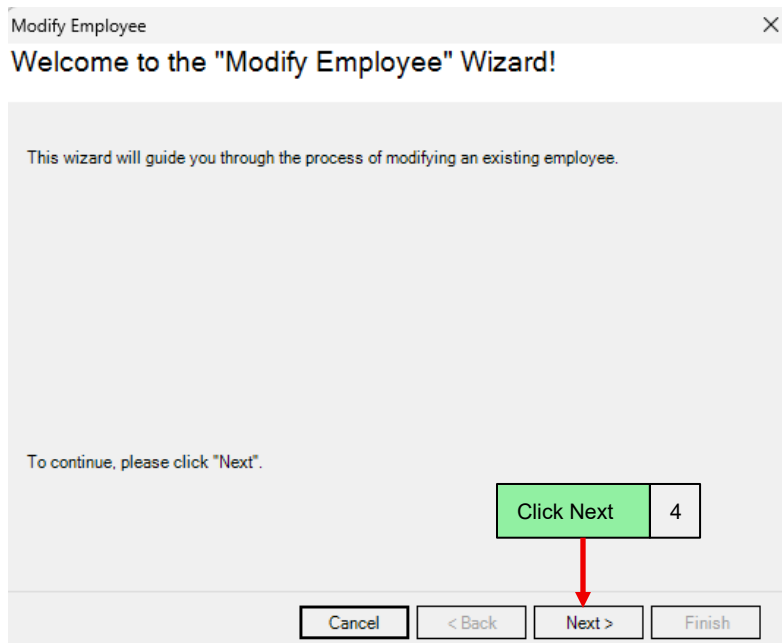 Modify Employee
Welcome to the "Modify Employee" Wizard!
This wizard will guide you through the process of modifying an existing employee.
To continue, please click "Next".
Click Next 4
Cancel < Back Next > Finish